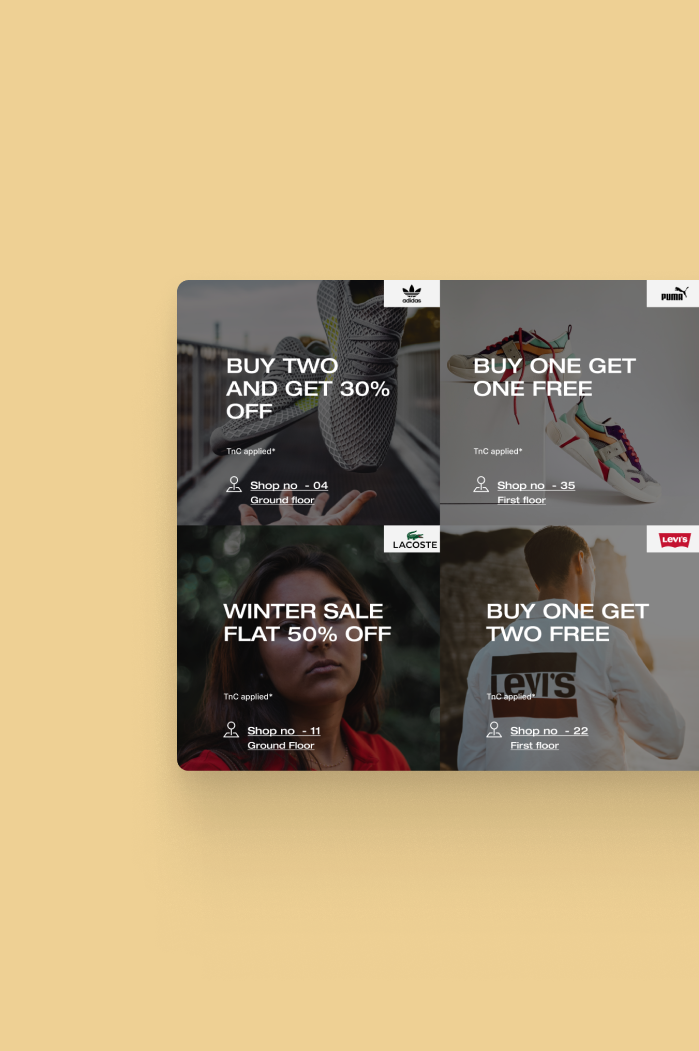 adidas
BUY TWO
AND GET 30%
OFF
TnC applied*
Shop no - 04
Ground floor
PUMA
BUY ONE GET
ONE FREE
TnC applied*
Shop no - 35
First floor
LACOSTE
WINTER SALE
FLAT 50% OFF
TnC applied*
Shop no - 11
Ground Floor
LEVI'S
BUY ONE GET
TWO FREE
Levi's
TnC applied*
Shop no - 22
First floor